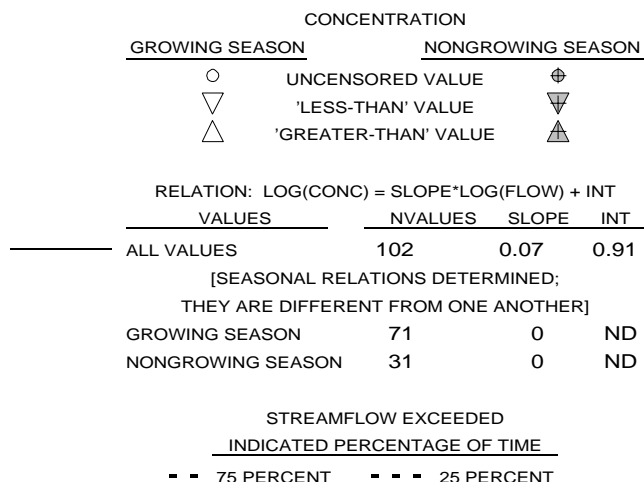 CONCENTRATION
GROWING SEASON NONGROWING SEASON
UNCENSORED VALUE
'LESS-THAN' VALUE
'GREATER-THAN' VALUE
RELATION: LOG(CONC) = SLOPE*LOG(FLOW) + INT
VALUES NVALUES SLOPE INT
ALL VALUES 102 0.07 0.91
[SEASONAL RELATIONS DETERMINED;
THEY ARE DIFFERENT FROM ONE ANOTHER]
GROWING SEASON 71 0 ND
NONGROWING SEASON 31 0 ND
STREAMFLOW EXCEEDED
INDICATED PERCENTAGE OF TIME
75 PERCENT 25 PERCENT